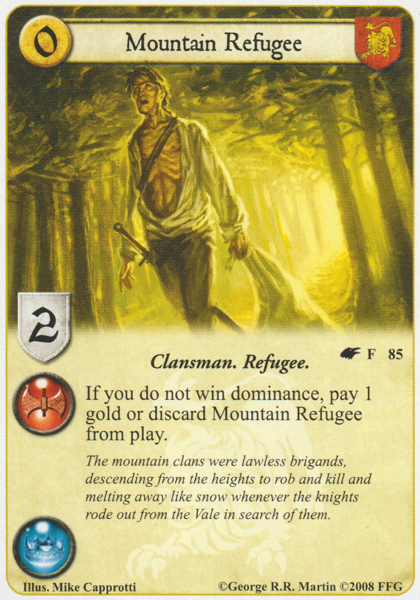 0
Mountain Refugee
2
Clansman. Refugee.
F 85
If you do not win dominance, pay 1
gold or discard Mountain Refugee
from play.
The mountain clans were lawless brigands,
descending from the heights to rob and kill and
melting away like snow whenever the knights
rode out from the Vale in search of them.
Illus. Mike Capprotti
©George R.R. Martin ©2008 FFG